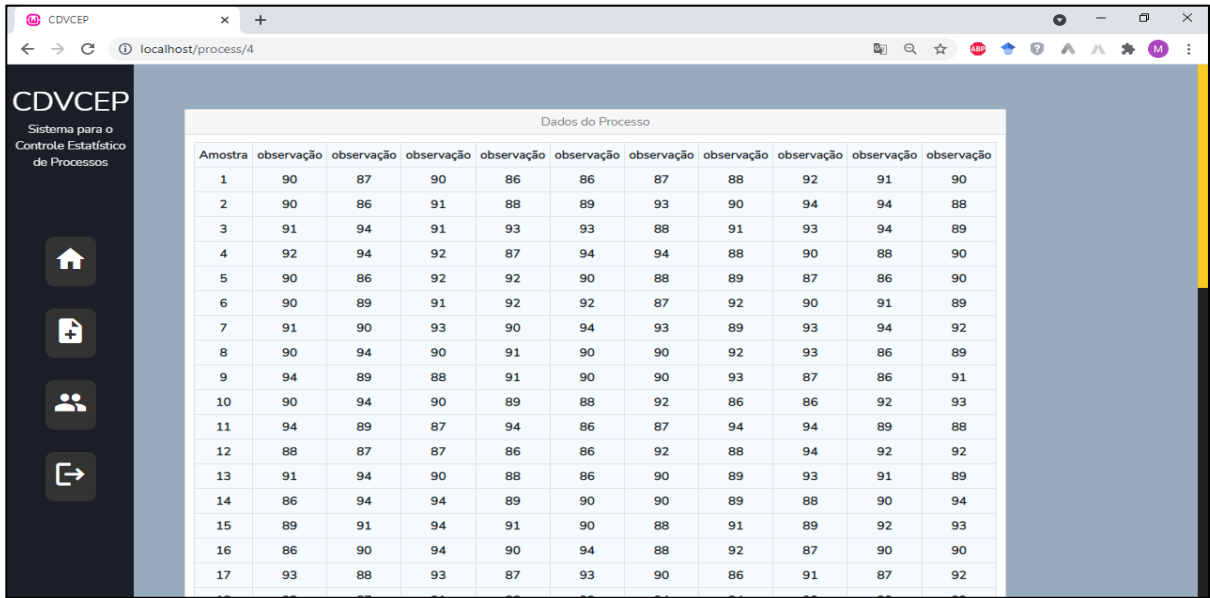 CDVCEP
localhost/process/4
ABP
M
CDVCEP
Sistema para o
Controle Estatístico
de Processos
Dados do Processo
Amostra observação observação observação observação observação observação observação observação observação observação
1 90 87 90 86 86 87 88 92 91 90
2 90 86 91 88 89 93 90 94 94 88
3 91 94 91 93 93 88 91 93 94 89
4 92 94 92 87 94 94 88 90 88 90
5 90 86 92 92 90 88 89 87 86 90
6 90 89 91 92 92 87 92 90 91 89
7 91 90 93 90 94 93 89 93 94 92
8 90 94 90 91 90 90 92 93 86 89
9 94 89 88 91 90 90 93 87 86 91
10 90 94 90 89 88 92 86 86 92 93
11 94 89 87 94 86 87 94 94 89 88
12 88 87 87 86 86 92 88 94 92 92
13 91 94 90 88 86 90 89 93 91 89
14 86 94 94 89 90 90 89 88 90 94
15 89 91 94 91 90 88 91 89 92 93
16 86 90 94 90 94 88 92 87 90 90
17 93 88 93 87 93 90 86 91 87 92